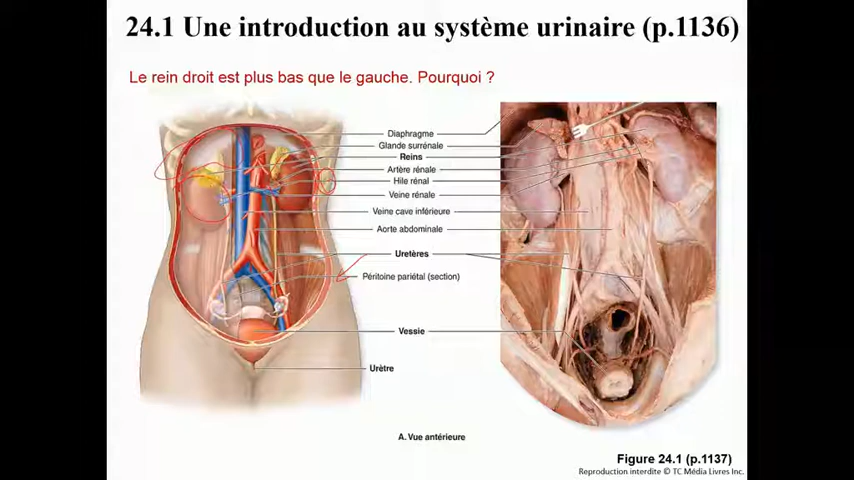 24.1 Une introduction au système urinaire (p.1136)
Le rein droit est plus bas que le gauche. Pourquoi ?
Diaphragme
Glande surrénale
Reins
Artère rénale
Hile rénal
Veine rénale
Veine cave inférieure
Aorte abdominale
Uretères
Péritoine pariétal (section)
Vessie
Urètre
A. Vue antérieure
Figure 24.1 (p.1137)
Reproduction interdite © TC Média Livres Inc.